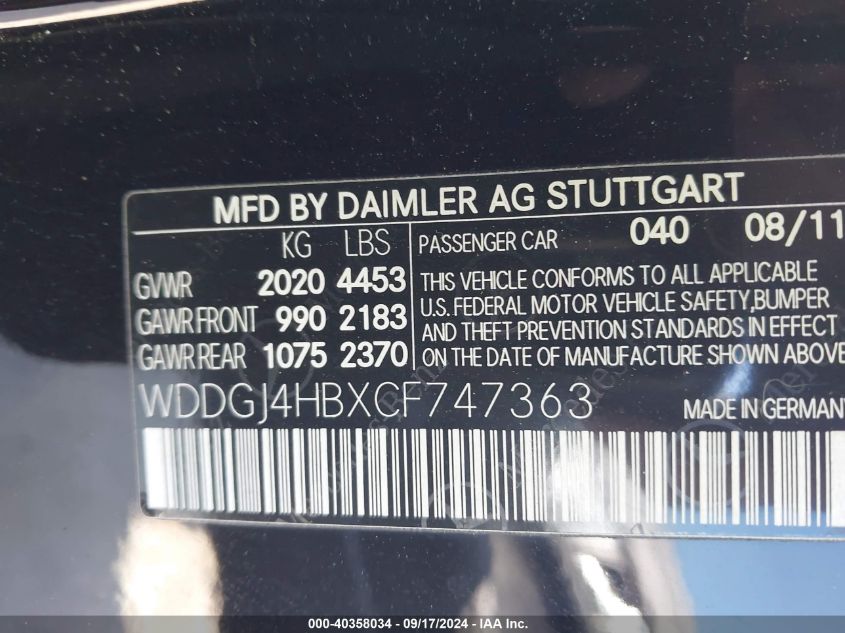 MFD BY DAIMLER AG STUTTGART
KG LBS PASSENGER CAR 040 08/11
GVWR 2020 4453 THIS VEHICLE CONFORMS TO ALL APPLICABLE
GAWR FRONT 990 2183 U.S. FEDERAL MOTOR VEHICLE SAFETY,BUMPER
GAWR REAR 1075 2370 AND THEFT PREVENTION STANDARDS IN EFFECT
ON THE DATE OF MANUFACTURE SHOWN ABOVE
WDDGJ4HBXCF747363 MADE IN GERMANY
000-40358034 - 09/17/2024 - © IAA Inc.